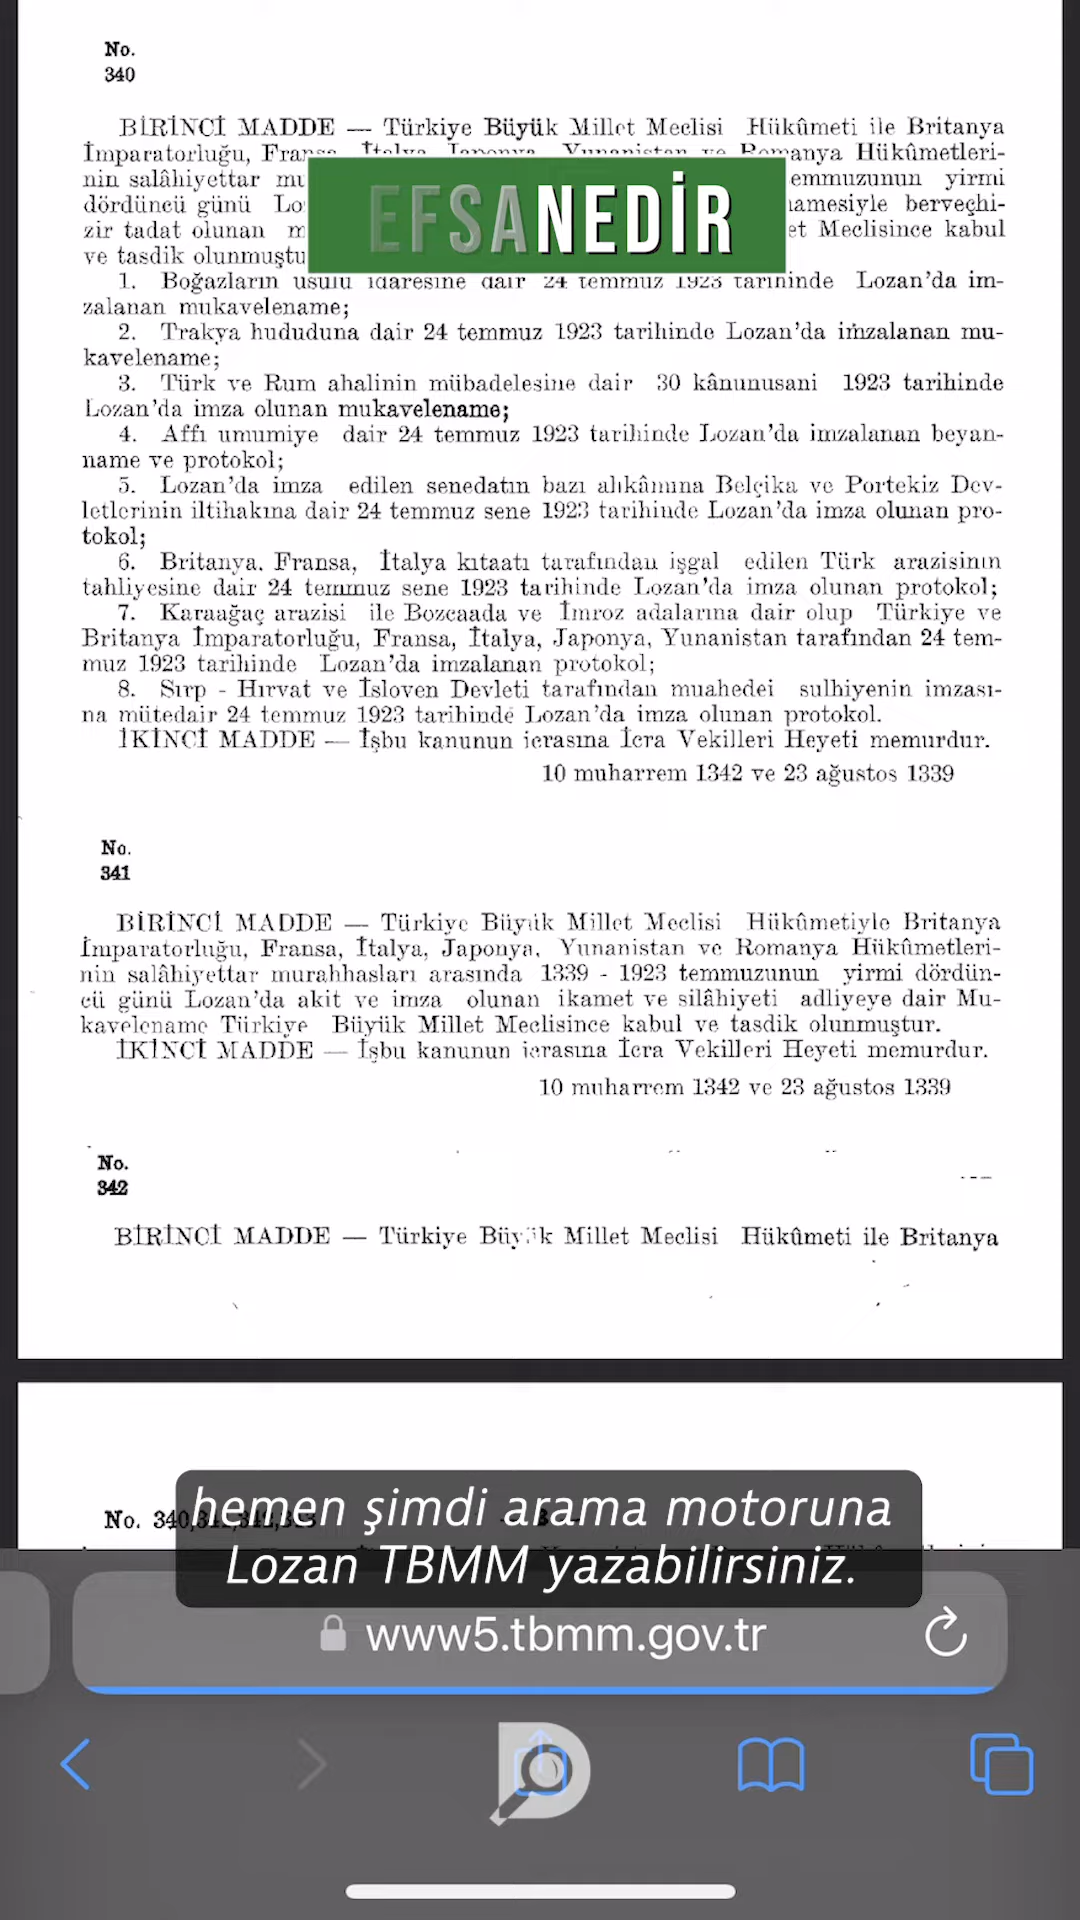 No.
340
BİRİNCİ MADDE — Türkiye Büyük Millet Meclisi Hükûmeti ile Britanya
İmparatorluğu, Romanya Hükûmetleri-
nin salâhiyettar
EFSANEDİR
yirmi
dördüncü günü berveçhi-
zir tadat olunan Meclisince kabul
ve tasdik
1. Boğazların usulü idaresine dair 24 temmuz 1923 tarihinde Lozan'da im-
zalanan mukavelename;
2. Trakya hududuna dair 24 temmuz 1923 tarihinde Lozan'da imzalanan mu-
kavelename;
3. Türk ve Rum ahalinin mübadelesine dair 30 kânunusani 1923 tarihinde
Lozan'da imza olunan mukavelename;
4. Affı umumiye dair 24 temmuz 1923 tarihinde Lozan'da imzalanan beyan-
name ve protokol;
5. Lozan'da imza edilen senedatın bazı ahkâmına Belçika ve Portekiz Dev-
letlerinin iltihakına dair 24 temmuz sene 1923 tarihinde Lozan'da imza olunan pro-
tokol;
6. Britanya. Fransa, İtalya kıtaatı tarafından işgal edilen Türk arazisinin
tahliyesine dair 24 temmuz sene 1923 tarihinde Lozan'da imza olunan protokol;
7. Karaağaç arazisi ile Bozcaada ve İmroz adalarına dair olup Türkiye ve
Britanya İmparatorluğu, Fransa, İtalya, Japonya, Yunanistan tarafından 24 tem-
muz 1923 tarihinde Lozan'da imzalanan protokol;
8. Sırp - Hırvat ve İsloven Devleti tarafından muahedei sulhiyenin imzası-
na mütedair 24 temmuz 1923 tarihinde Lozan'da imza olunan protokol.
İKİNCİ MADDE — İşbu kanunun icrasına İcra Vekilleri Heyeti memurdur.
10 muharrem 1342 ve 23 ağustos 1339
No.
341
BİRİNCİ MADDE — Türkiye Büyük Millet Meclisi Hükûmetiyle Britanya
İmparatorluğu, Fransa, İtalya, Japonya, Yunanistan ve Romanya Hükûmetleri-
nin salâhiyettar murahhasları arasında 1339 - 1923 temmuzunun yirmi dördün-
cü günü Lozan'da akit ve imza olunan ikamet ve silâhiyeti adliyeye dair Mu-
kavelename Türkiye Büyük Millet Meclisince kabul ve tasdik olunmuştur.
İKİNCİ MADDE — İşbu kanunun icrasına İcra Vekilleri Heyeti memurdur.
10 muharrem 1342 ve 23 ağustos 1339
No.
342
BİRİNCİ MADDE — Türkiye Büyük Millet Meclisi Hükûmeti ile Britanya
No.
hemen şimdi arama motoruna
Lozan TBMM yazabilirsiniz.
www5.tbmm.gov.tr